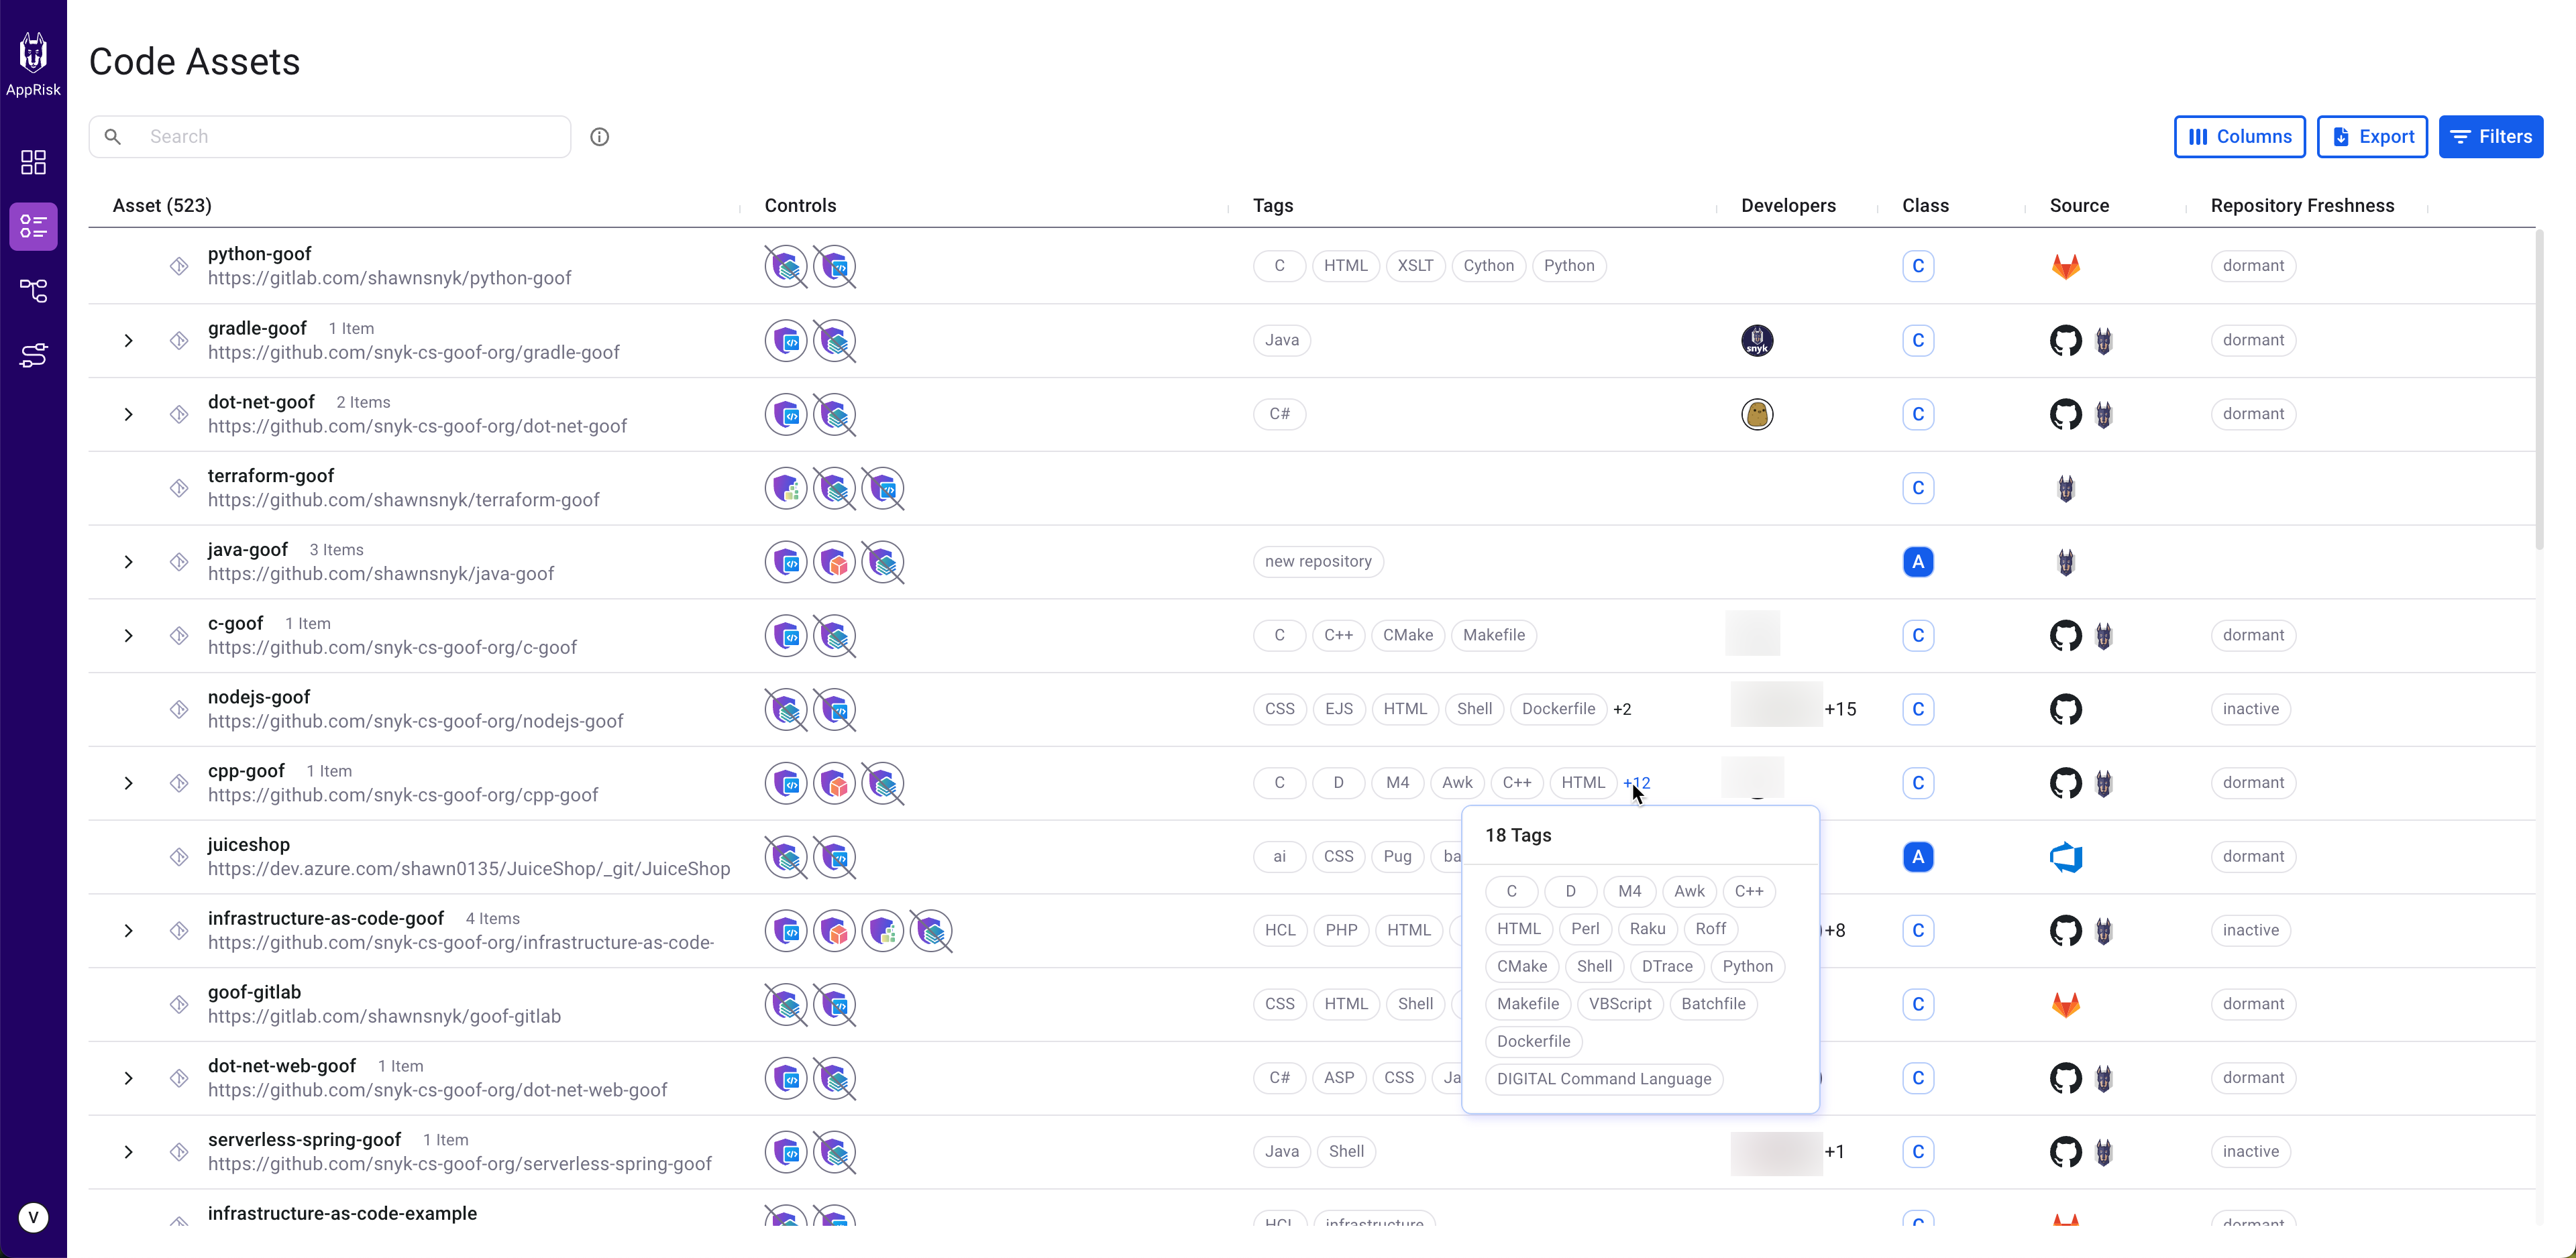 AppRisk
Code Assets
Search
Columns
Export
Filters
Asset (523) Controls Tags Developers Class Source Repository Freshness
python-goof
https://gitlab.com/shawnsnyk/python-goof
C HTML XSLT Cython Python
C
dormant
gradle-goof 1 Item
https://github.com/snyk-cs-goof-org/gradle-goof
Java
snyk
C
dormant
dot-net-goof 2 Items
https://github.com/snyk-cs-goof-org/dot-net-goof
C#
C
dormant
terraform-goof
https://github.com/shawnsnyk/terraform-goof
C
java-goof 3 Items
https://github.com/shawnsnyk/java-goof
new repository
A
c-goof 1 Item
https://github.com/snyk-cs-goof-org/c-goof
C C++ CMake Makefile
C
dormant
nodejs-goof
https://github.com/snyk-cs-goof-org/nodejs-goof
CSS EJS HTML Shell Dockerfile +2
+15
C
inactive
cpp-goof 1 Item
https://github.com/snyk-cs-goof-org/cpp-goof
C D M4 Awk C++ HTML +12
C
dormant
juiceshop
https://dev.azure.com/shawn0135/JuiceShop/_git/JuiceShop
ai CSS Pug ba
A
dormant
infrastructure-as-code-goof 4 Items
https://github.com/snyk-cs-goof-org/infrastructure-as-code-
HCL PHP HTML
+8
C
inactive
goof-gitlab
https://gitlab.com/shawnsnyk/goof-gitlab
CSS HTML Shell
C
dormant
dot-net-web-goof 1 Item
https://github.com/snyk-cs-goof-org/dot-net-web-goof
C# ASP CSS Ja
C
dormant
serverless-spring-goof 1 Item
https://github.com/snyk-cs-goof-org/serverless-spring-goof
Java Shell
+1
C
inactive
infrastructure-as-code-example
HCL infrastructure
C
dormant
18 Tags
C D M4 Awk C++
HTML Perl Raku Roff
CMake Shell DTrace Python
Makefile VBScript Batchfile
Dockerfile
DIGITAL Command Language
V